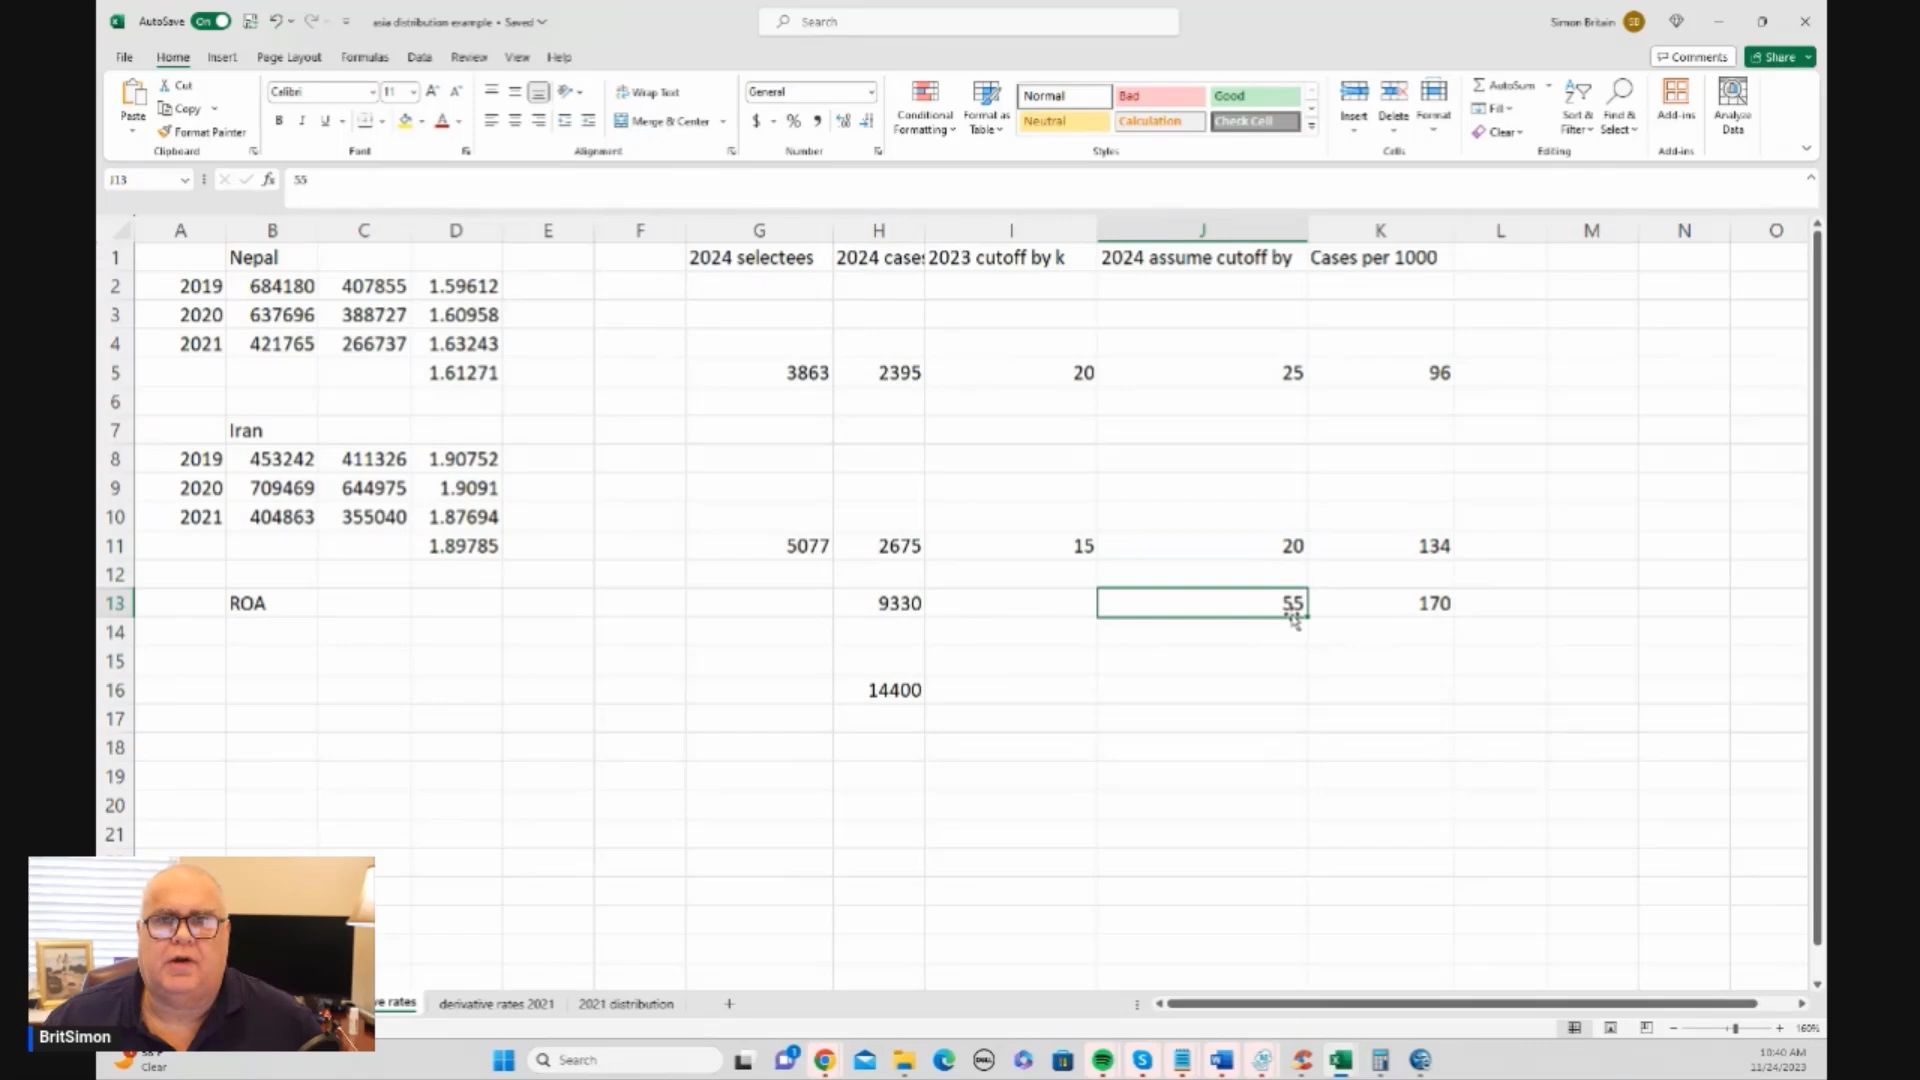 AutoSave On asia distribution example • Saved Search Simon Britain SB
File Home Insert Page Layout Formulas Data Review View Help Comments Share
Paste Cut Copy Format Painter Clipboard
Calibri 11 B I U Font
Wrap Text Merge & Center Alignment
General $ % Number
Conditional Formatting Format as Table Normal Bad Good Neutral Calculation Check Cell Styles
Insert Delete Format Cells
AutoSum Fill Clear Sort & Filter Find & Select Editing
Add-ins Add-ins
Analyze Data
J13 fx 55
A B C D E F G H I J K L M N O
1 Nepal 2024 selectees 2024 cases 2023 cutoff by k 2024 assume cutoff by Cases per 1000
2 2019 684180 407855 1.59612
3 2020 637696 388727 1.60958
4 2021 421765 266737 1.63243
5 1.61271 3863 2395 20 25 96
6
7 Iran
8 2019 453242 411326 1.90752
9 2020 709469 644975 1.9091
10 2021 404863 355040 1.87694
11 1.89785 5077 2675 15 20 134
12
13 ROA 9330 55 170
14
15
16 14400
17
18
19
20
21
ve rates derivative rates 2021 2021 distribution +
BritSimon
160%
Clear Search DELL 10:40 AM
11/24/2023